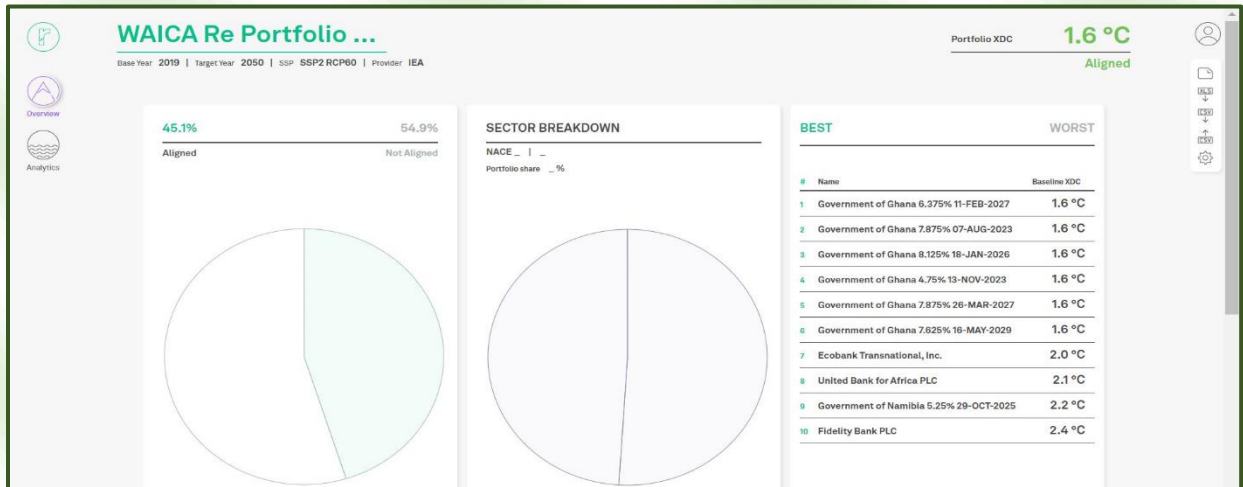 WAICA Re Portfolio ...
Base Year 2019 | Target Year 2050 | SSP SSP2 RCP60 | Provider IEA
Portfolio XDC 1.6 °C
Aligned
Overview
Analytics
45.1% 54.9%
Aligned Not Aligned
SECTOR BREAKDOWN
NACE _ | _
Portfolio share _ %
BEST WORST
# Name Baseline XDC
1 Government of Ghana 6.375% 11-FEB-2027 1.6 °C
2 Government of Ghana 7.875% 07-AUG-2023 1.6 °C
3 Government of Ghana 8.125% 18-JAN-2026 1.6 °C
4 Government of Ghana 4.75% 13-NOV-2023 1.6 °C
5 Government of Ghana 7.875% 26-MAR-2027 1.6 °C
6 Government of Ghana 7.625% 16-MAY-2029 1.6 °C
7 Ecobank Transnational, Inc. 2.0 °C
8 United Bank for Africa PLC 2.1 °C
9 Government of Namibia 5.25% 29-OCT-2025 2.2 °C
10 Fidelity Bank PLC 2.4 °C
XLS
CSV
CSV